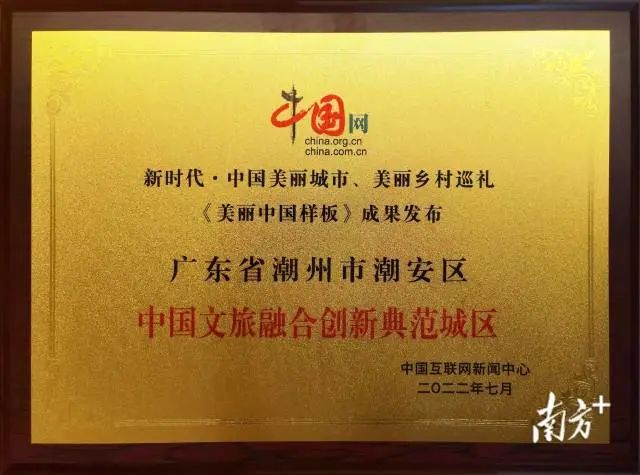 中国网
china.org.cn
china.com.cn
新时代·中国美丽城市、美丽乡村巡礼
《美丽中国样板》成果发布
广东省潮州市潮安区
中国文旅融合创新典范城区
中国互联网新闻中心
二〇二二年七月
南方+